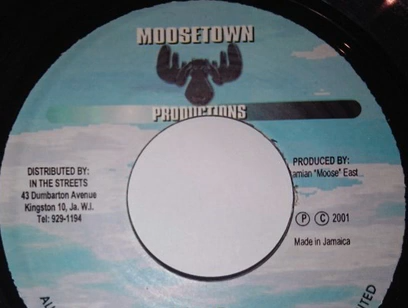 MOOSETOWN
PRODUCTIONS
DISTRIBUTED BY:
IN THE STREETS
43 Dumbarton Avenue
Kingston 10, Ja. W.I.
Tel: 929-1194
PRODUCED BY:
amian "Moose" East
Ⓟ Ⓒ 2001
Made in Jamaica